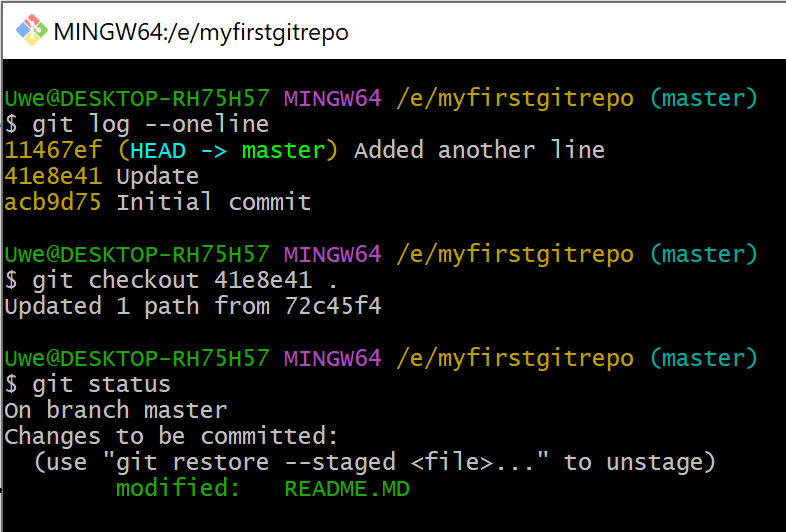 MINGW64:/e/myfirstgitrepo
Uwe@DESKTOP-RH75H57 MINGW64 /e/myfirstgitrepo (master)
$ git log --oneline
11467ef (HEAD -> master) Added another line
41e8e41 Update
acb9d75 Initial commit
Uwe@DESKTOP-RH75H57 MINGW64 /e/myfirstgitrepo (master)
$ git checkout 41e8e41 .
Updated 1 path from 72c45f4
Uwe@DESKTOP-RH75H57 MINGW64 /e/myfirstgitrepo (master)
$ git status
On branch master
Changes to be committed:
  (use "git restore --staged <file>..." to unstage)
        modified:   README.MD